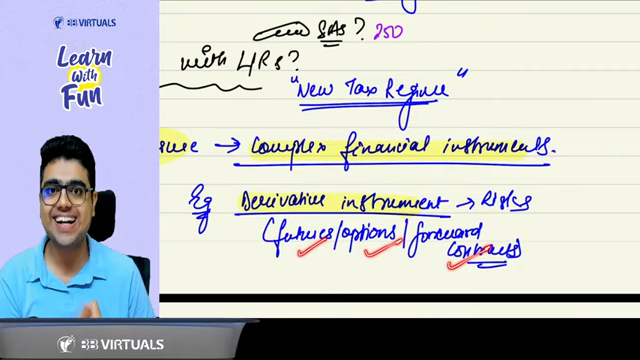 BB VIRTUALS
Learn
With
Fun
SAs? 250
with 4Rs?
"New Tax Regime"
→ Complex financial instruments.
Eg Derivative instrument → Risks
(futures/options/forward
contracts
BB VIRTUALS